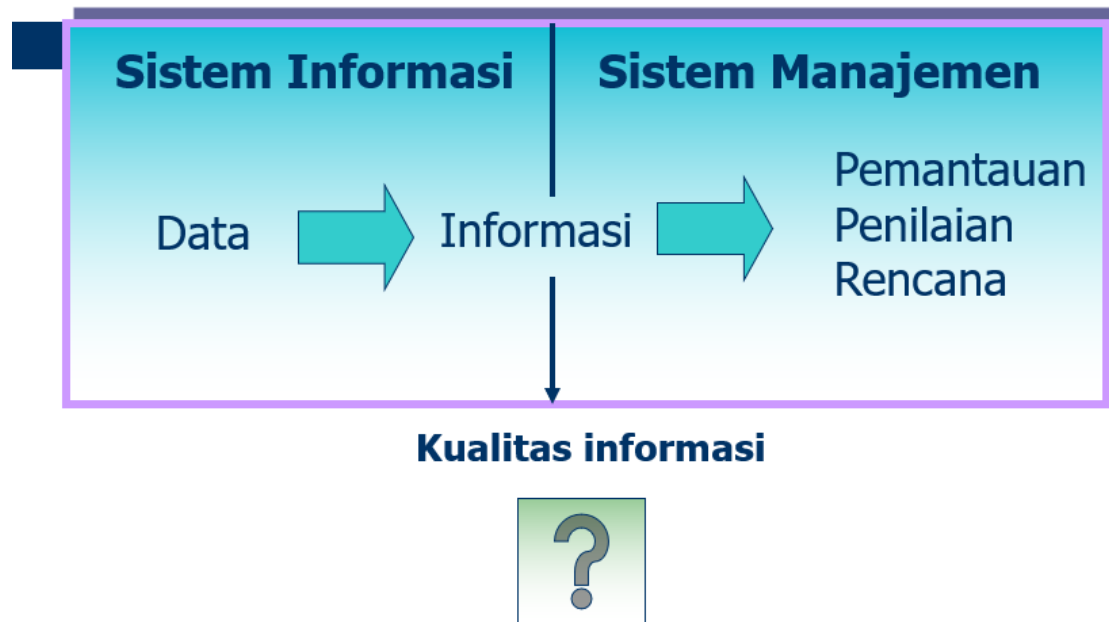 Sistem Informasi
Sistem Manajemen
Data
Informasi
Pemantauan
Penilaian
Rencana
Kualitas informasi
?